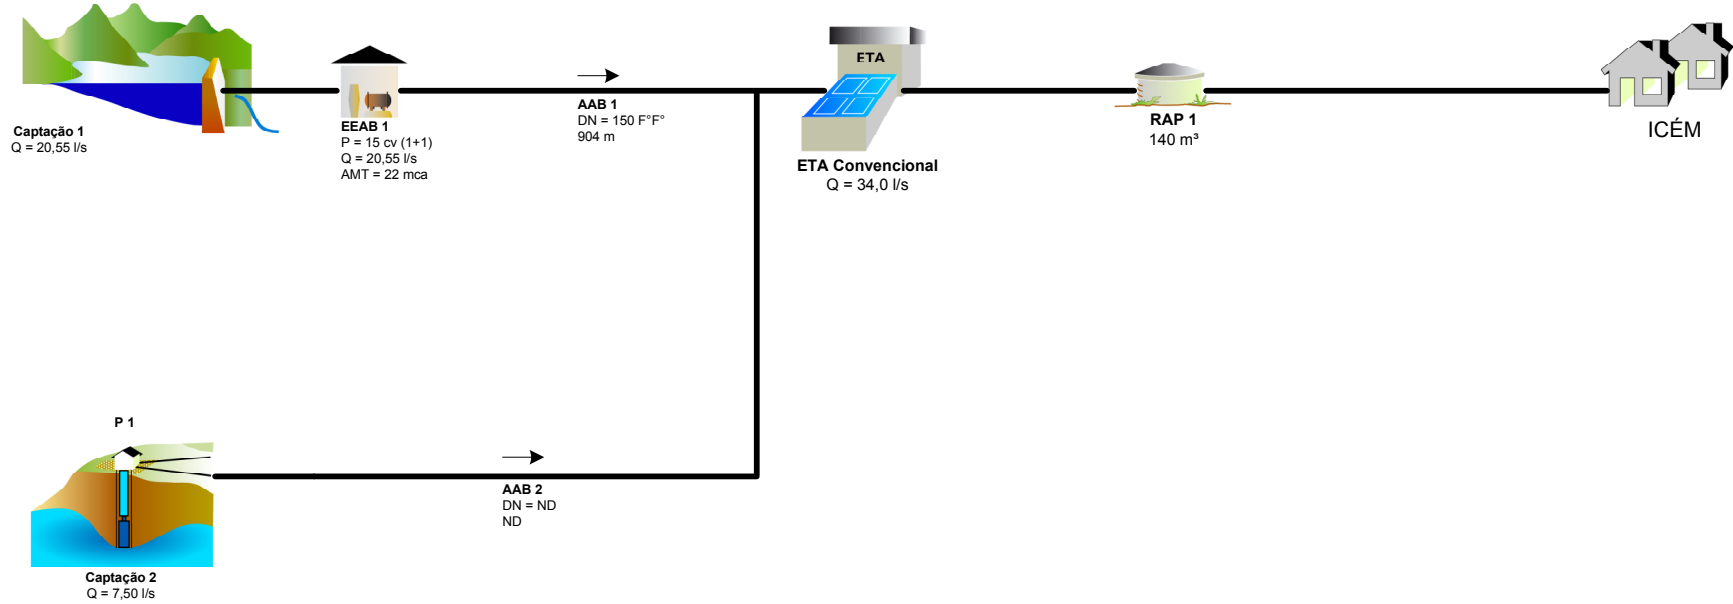 Captação 1
Q = 20,55 l/s
EEAB 1
P = 15 cv (1+1)
Q = 20,55 l/s
AMT = 22 mca
AAB 1
DN = 150 F°F°
904 m
ETA
ETA Convencional
Q = 34,0 l/s
RAP 1
140 m³
ICÉM
P 1
Captação 2
Q = 7,50 l/s
AAB 2
DN = ND
ND